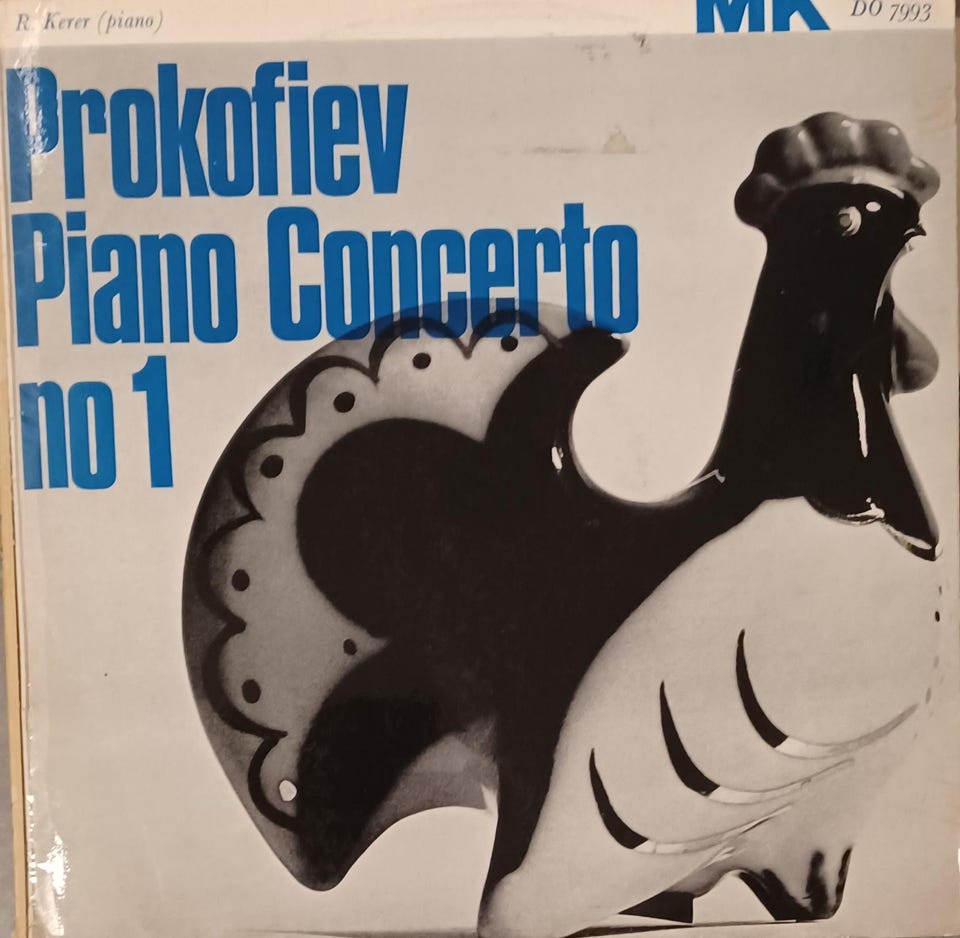 R. Kerer (piano)
MK
DO 7993
Prokofiev
Piano Concerto
no 1